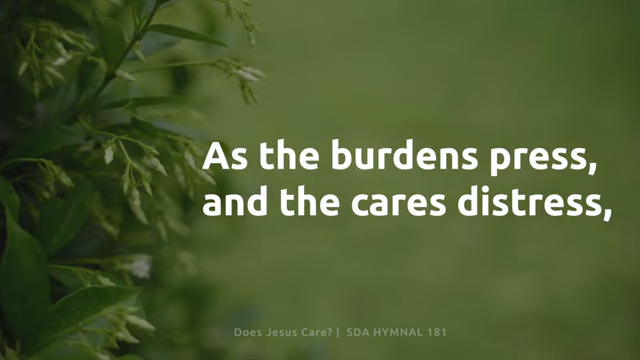 As the burdens press,
and the cares distress,
Does Jesus Care? | SDA HYMNAL 181